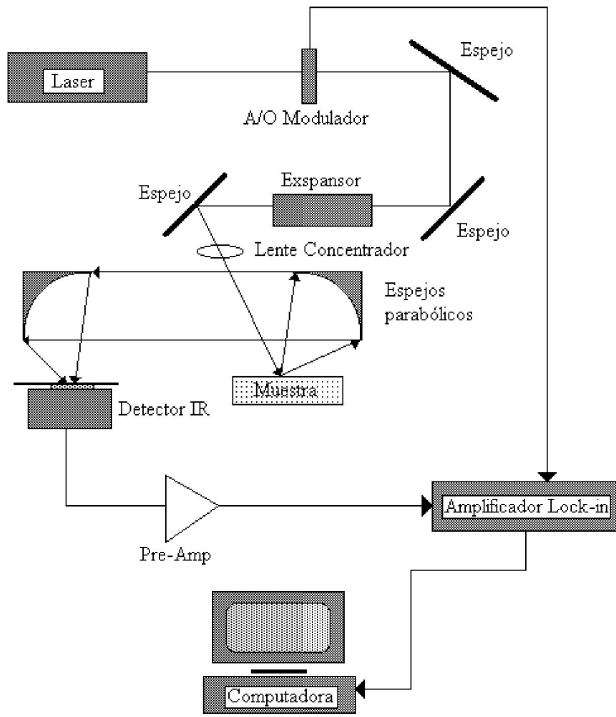 Espejo
Laser
A/O Modulador
Espejo
Exspansor
Espejo
Lente Concentrador
Espejos
parabólicos
Muestra
Detector IR
Amplificador Lock-in
Pre-Amp
Computadora